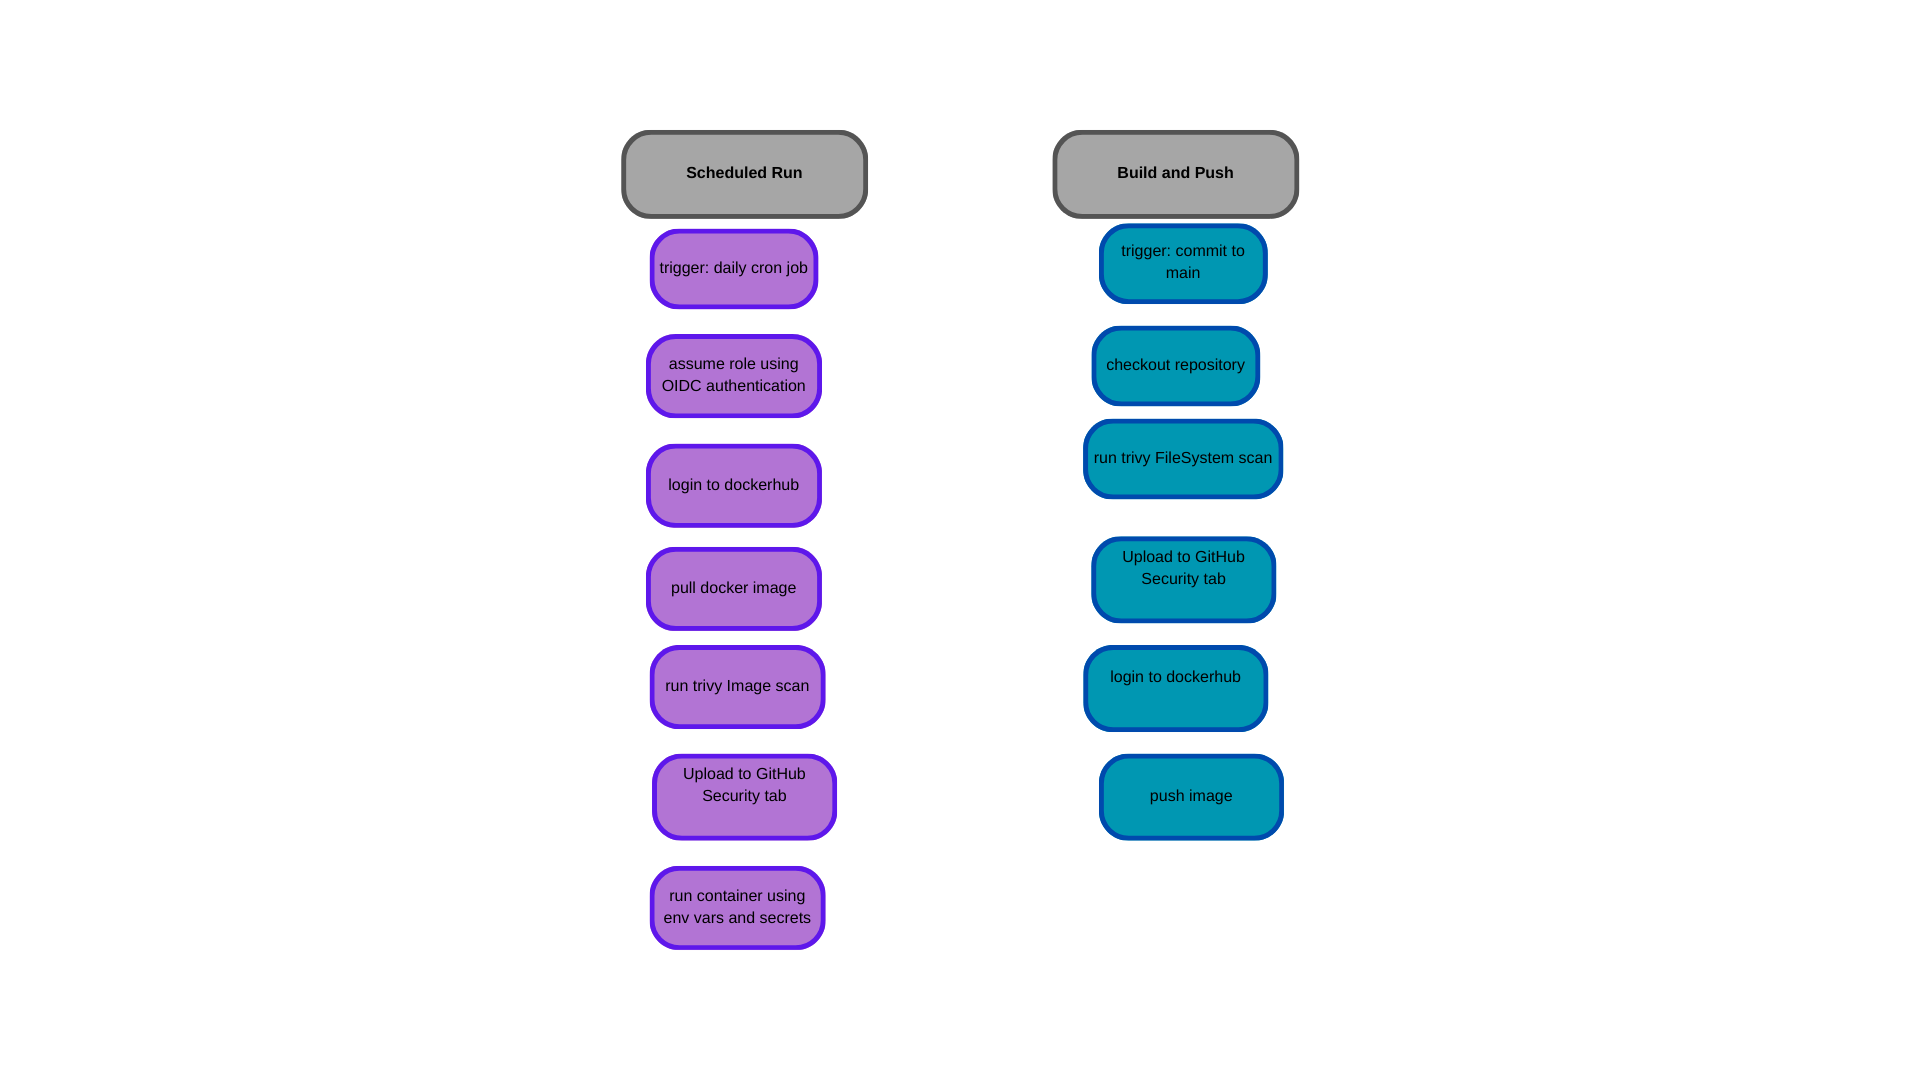 Scheduled Run
trigger: daily cron job
assume role using
OIDC authentication
login to dockerhub
pull docker image
run trivy Image scan
Upload to GitHub
Security tab
run container using
env vars and secrets
Build and Push
trigger: commit to
main
checkout repository
run trivy FileSystem scan
Upload to GitHub
Security tab
login to dockerhub
push image